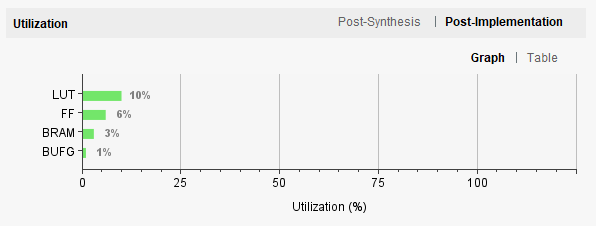 Utilization Post-Synthesis | Post-Implementation
Graph | Table
LUT 10%
FF 6%
BRAM 3%
BUFG 1%
0 25 50 75 100
Utilization (%)